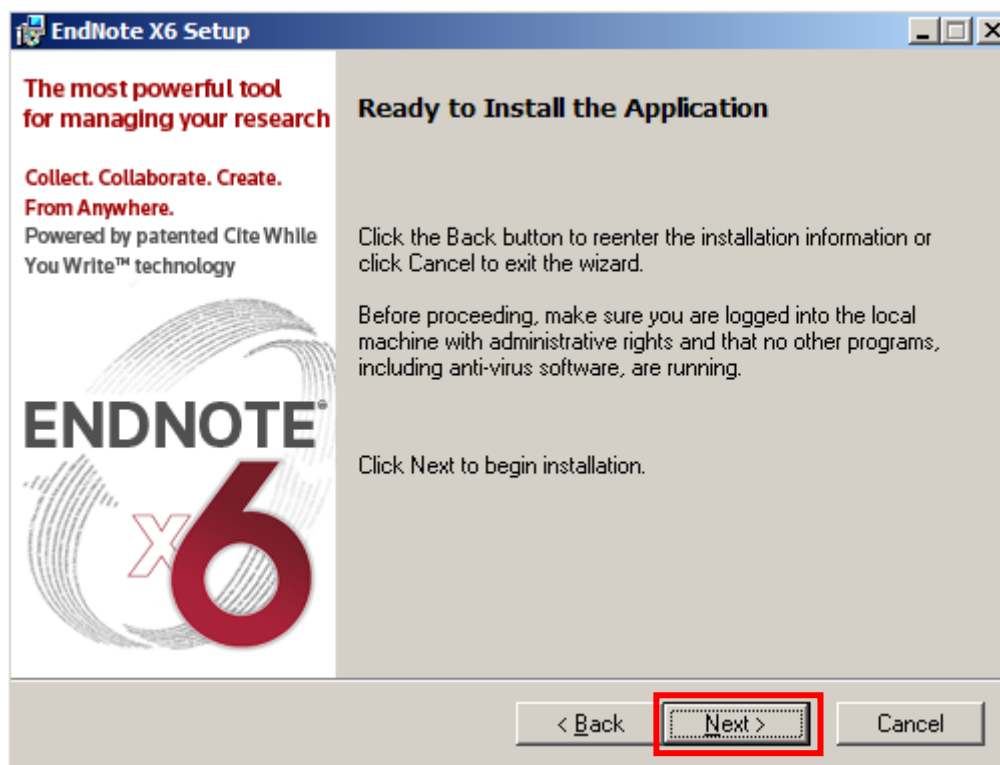 EndNote X6 Setup
The most powerful tool
for managing your research
Collect. Collaborate. Create.
From Anywhere.
Powered by patented Cite While
You Write™ technology
ENDNOTE®
x6
Ready to Install the Application
Click the Back button to reenter the installation information or
click Cancel to exit the wizard.
Before proceeding, make sure you are logged into the local
machine with administrative rights and that no other programs,
including anti-virus software, are running.
Click Next to begin installation.
< Back
Next >
Cancel